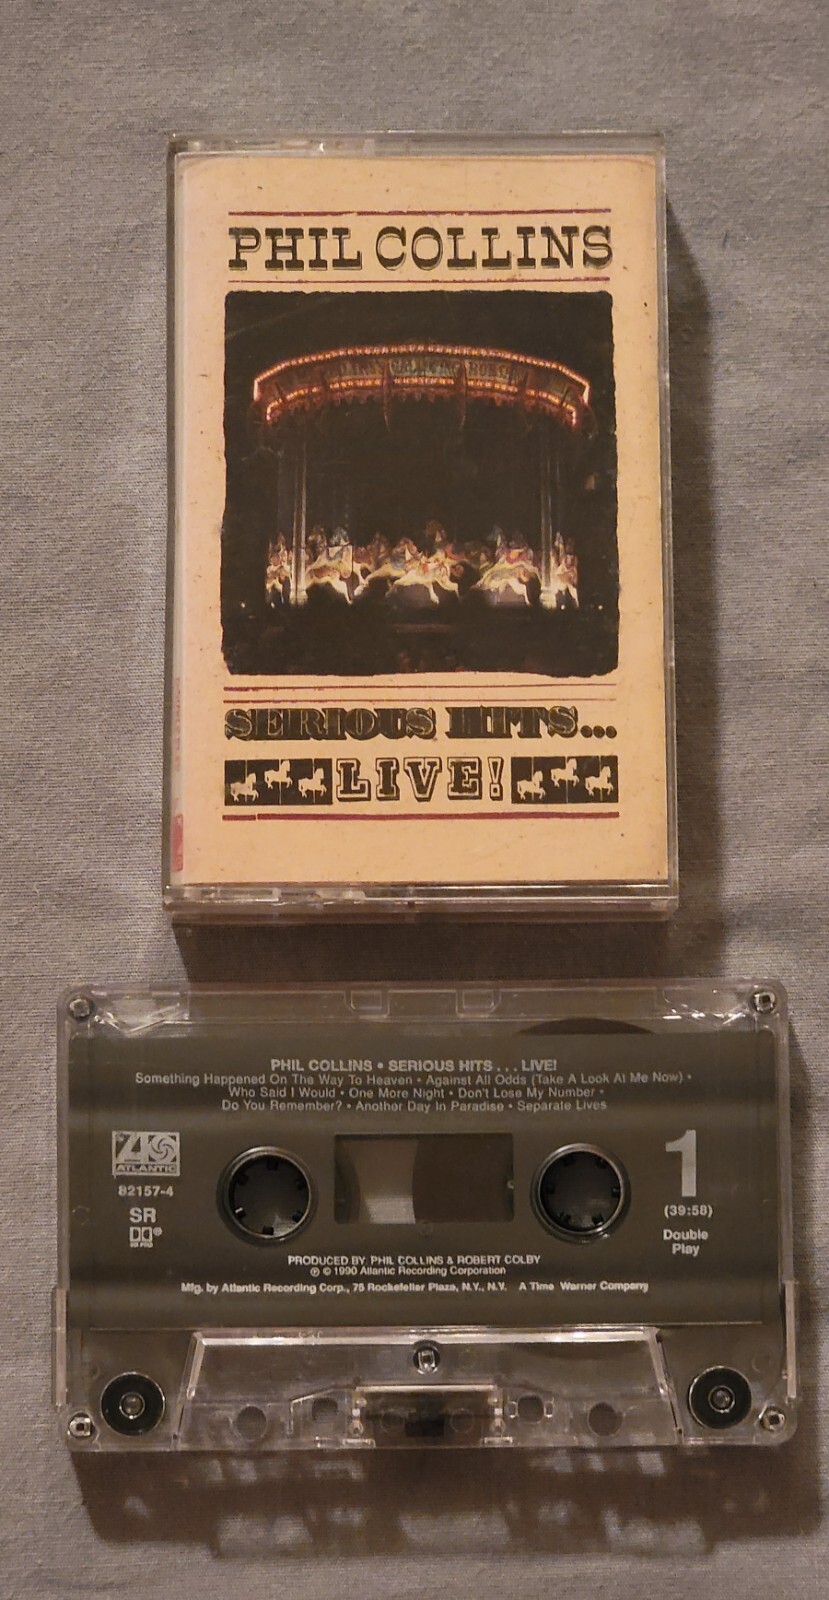 PHIL COLLINS
SERIOUS HITS...
LIVE!
PHIL COLLINS • SERIOUS HITS . . . LIVE!
Something Happened On The Way To Heaven • Against All Odds (Take A Look At Me Now) •
Who Said I Would • One More Night • Don't Lose My Number •
Do You Remember? • Another Day In Paradise • Separate Lives
ATLANTIC
82157-4
SR
1
(39:58)
Double
Play
PRODUCED BY PHIL COLLINS & ROBERT COLBY
℗ © 1990 Atlantic Recording Corporation
Mfg. by Atlantic Recording Corp., 75 Rockefeller Plaza, N.Y., N.Y. A Time Warner Company